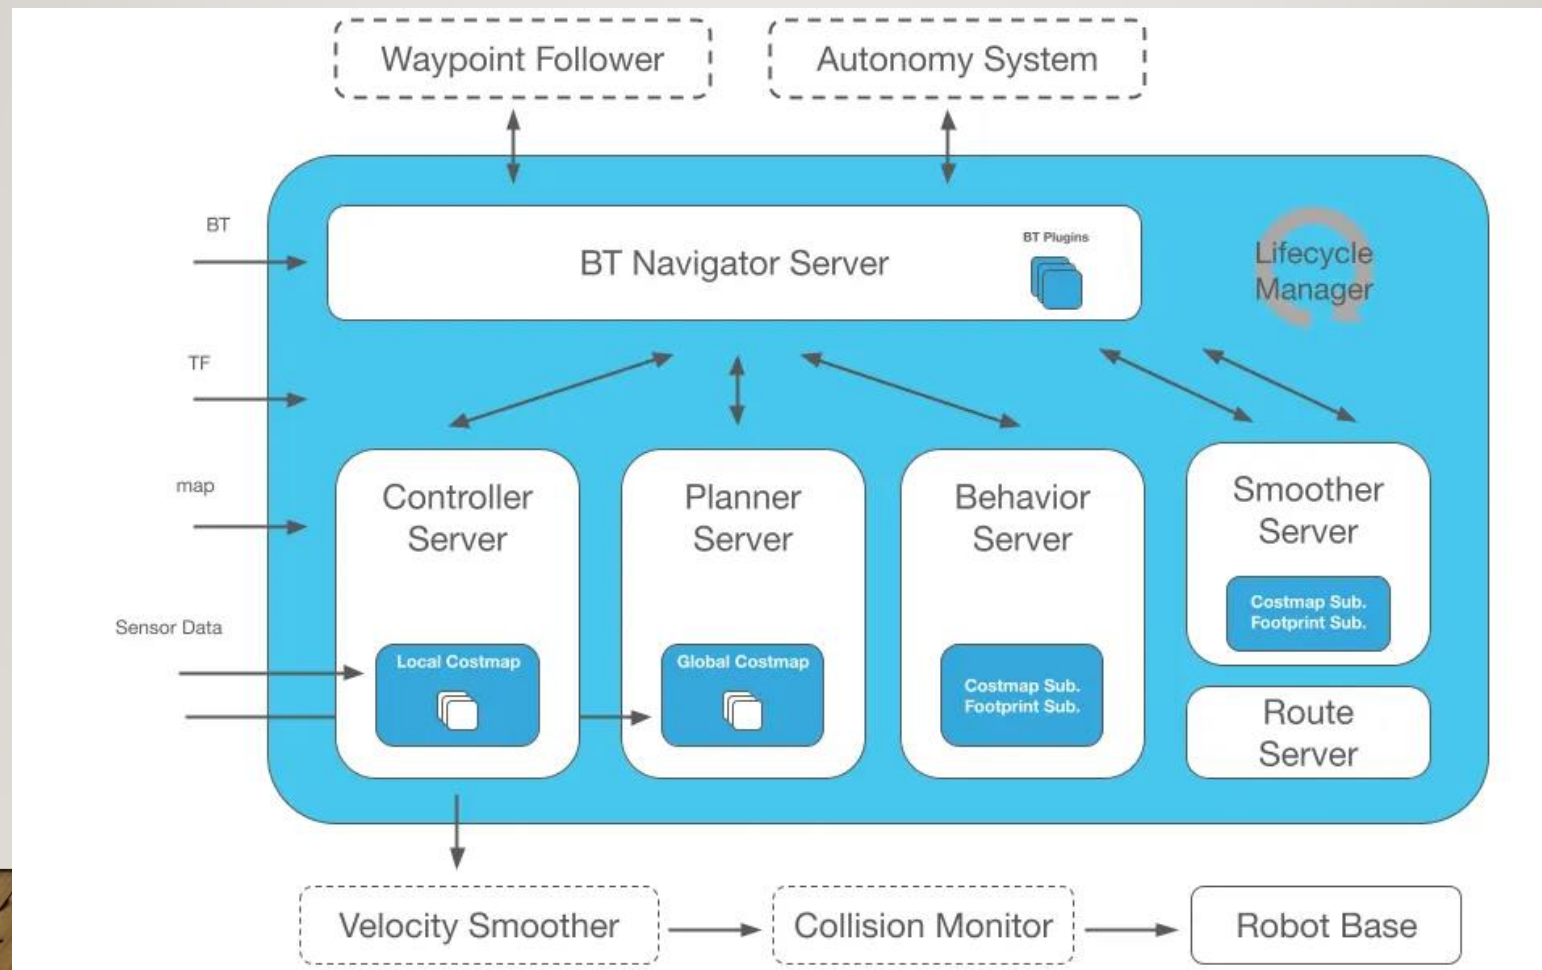 Waypoint Follower
Autonomy System
BT
BT Navigator Server
BT Plugins
Lifecycle
Manager
TF
map
Sensor Data
Controller
Server
Local Costmap
Planner
Server
Global Costmap
Behavior
Server
Costmap Sub.
Footprint Sub.
Smoother
Server
Costmap Sub.
Footprint Sub.
Route
Server
Velocity Smoother
Collision Monitor
Robot Base